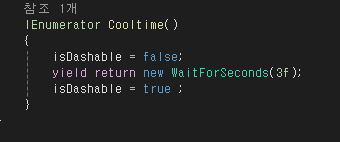 참조 1개
IEnumerator Cooltime()
{
isDashable = false;
yield return new WaitForSeconds(3f);
isDashable = true ;
}